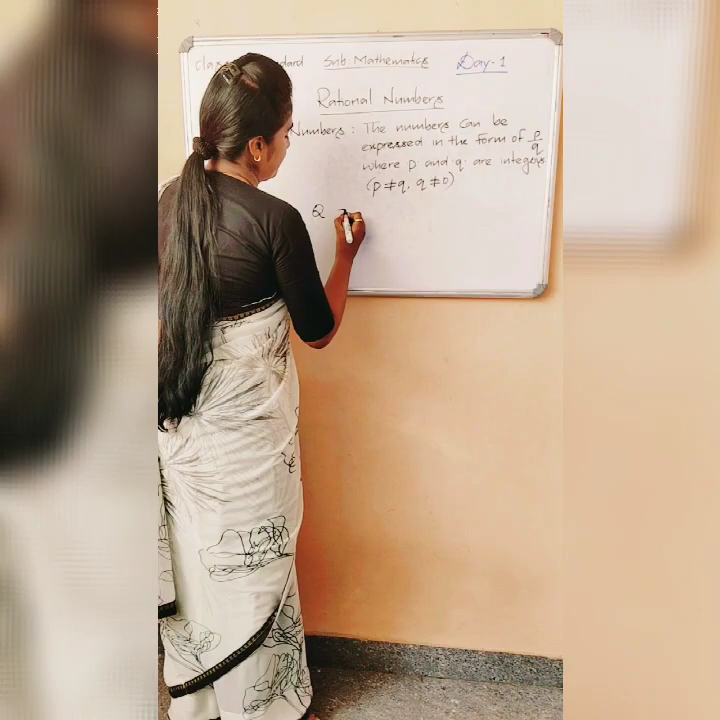 Sub Mathematics Day-1
Rational Numbers
Numbers : The numbers can be
expressed in the form of p/q
where p and q are integers
(p ≠ q, q ≠ 0)
Q